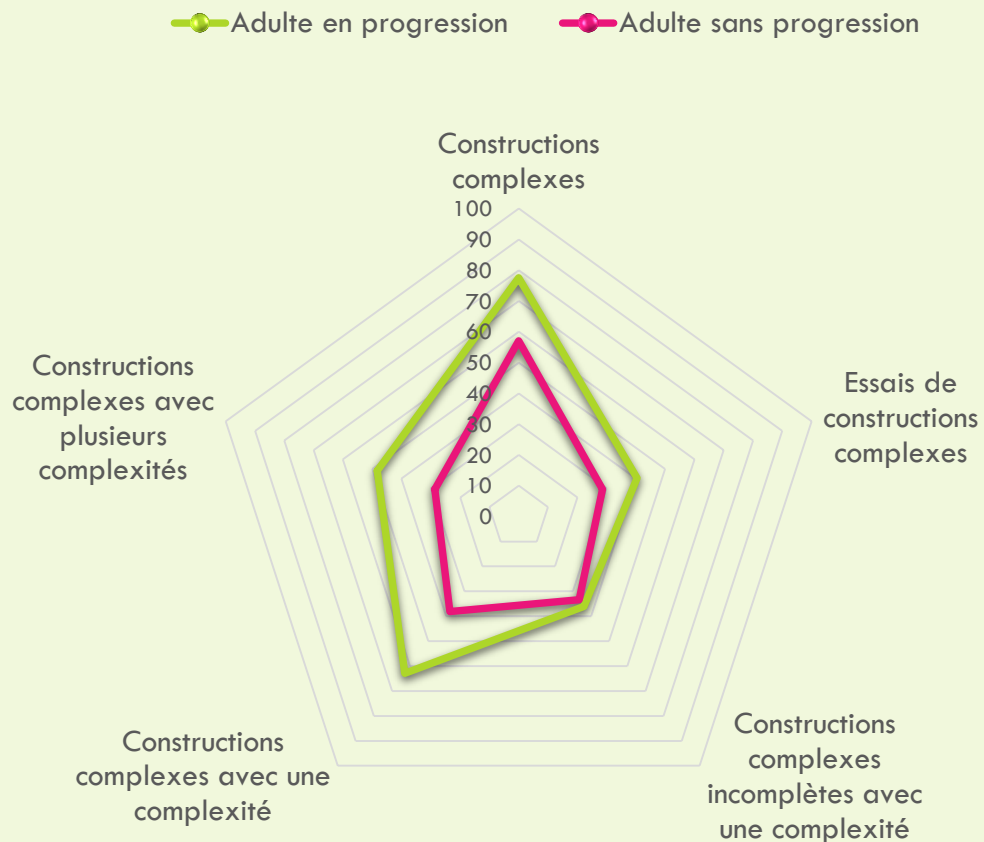 Adulte en progression Adulte sans progression
Constructions
complexes
100
90
80
70
60
50
40
30
20
10
0
Essais de
constructions
complexes
Constructions
complexes
incomplètes avec
une complexité
Constructions
complexes avec une
complexité
Constructions
complexes avec
plusieurs
complexités